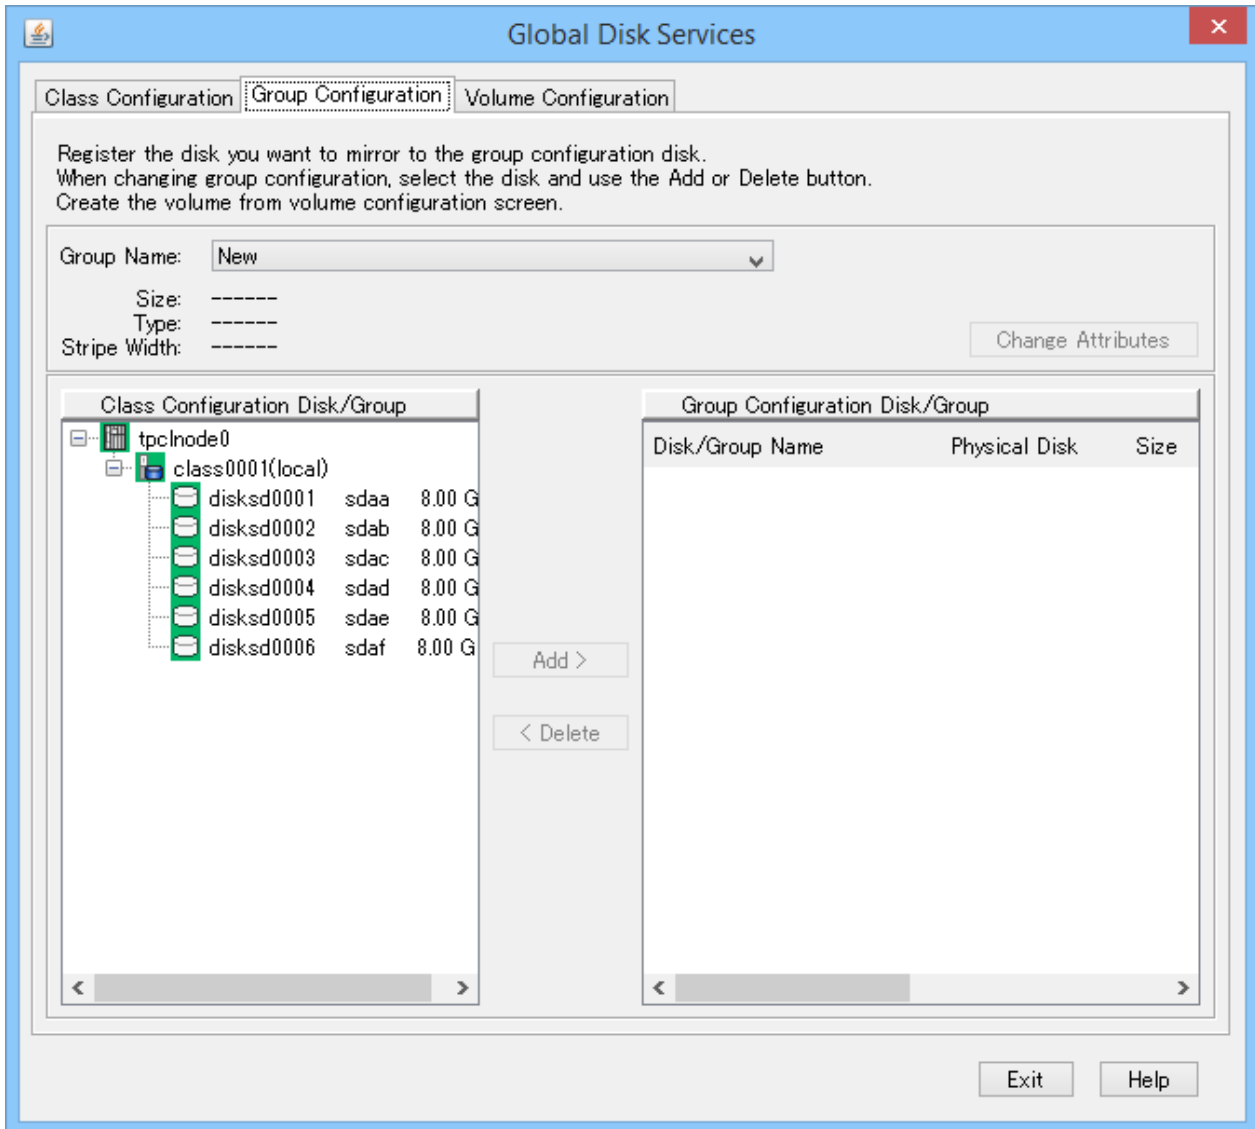 Global Disk Services
Class Configuration Group Configuration Volume Configuration
Register the disk you want to mirror to the group configuration disk.
When changing group configuration, select the disk and use the Add or Delete button.
Create the volume from volume configuration screen.
Group Name: New
Size: ------
Type: ------
Stripe Width: ------
Change Attributes
Class Configuration Disk/Group
tpclnode0
class0001(local)
disksd0001 sdaa 8.00 G
disksd0002 sdab 8.00 G
disksd0003 sdac 8.00 G
disksd0004 sdad 8.00 G
disksd0005 sdae 8.00 G
disksd0006 sdaf 8.00 G
Add >
< Delete
Group Configuration Disk/Group
Disk/Group Name Physical Disk Size
Exit Help